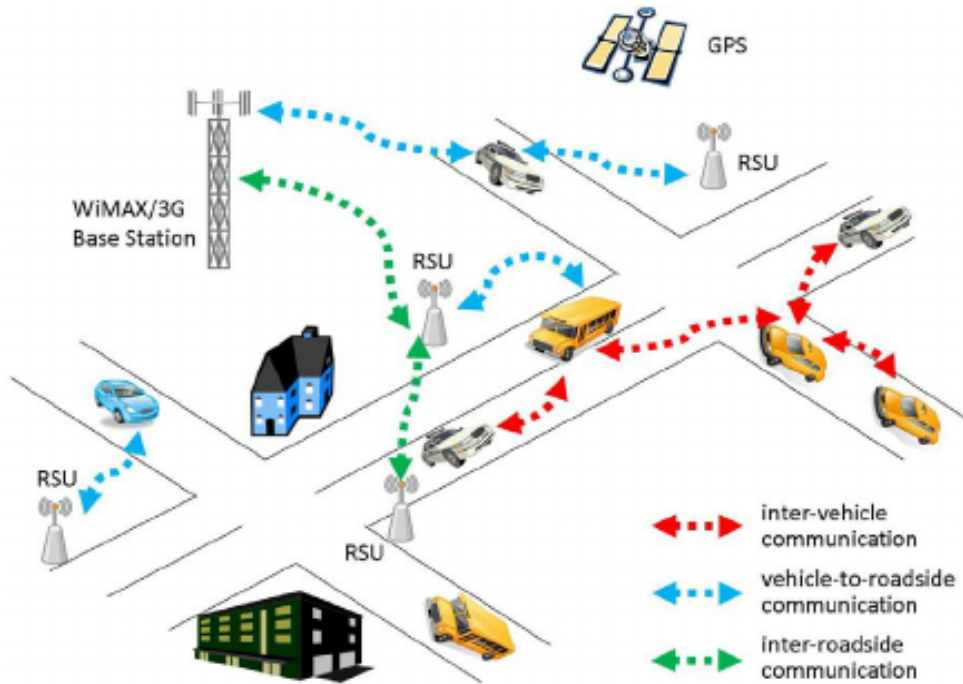 GPS
RSU
WiMAX/3G
Base Station
RSU
RSU
RSU
inter-vehicle
communication
vehicle-to-roadside
communication
inter-roadside
communication